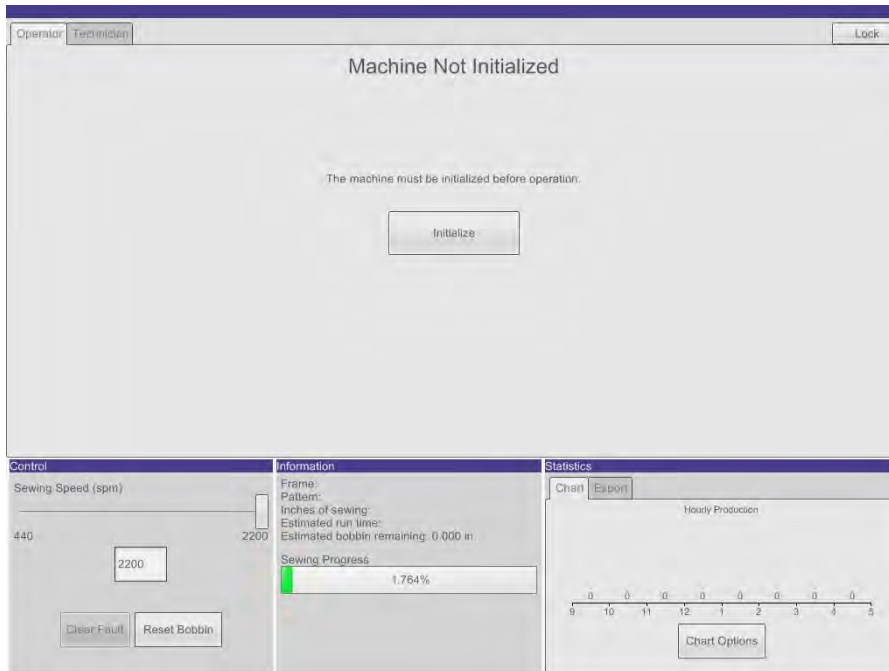 Operator Technician Lock
Machine Not Initialized
The machine must be initialized before operation.
Initialize
Control
Sewing Speed (spm)
440 2200
2200
Clear Fault Reset Bobbin
Information
Frame:
Pattern:
Inches of sewing:
Estimated run time:
Estimated bobbin remaining: 0.000 in
Sewing Progress
1.764%
Statistics
Chart Export
Hourly Production
0 0 0 0 0 0 0 0
9 10 11 12 1 2 3 4 5
Chart Options